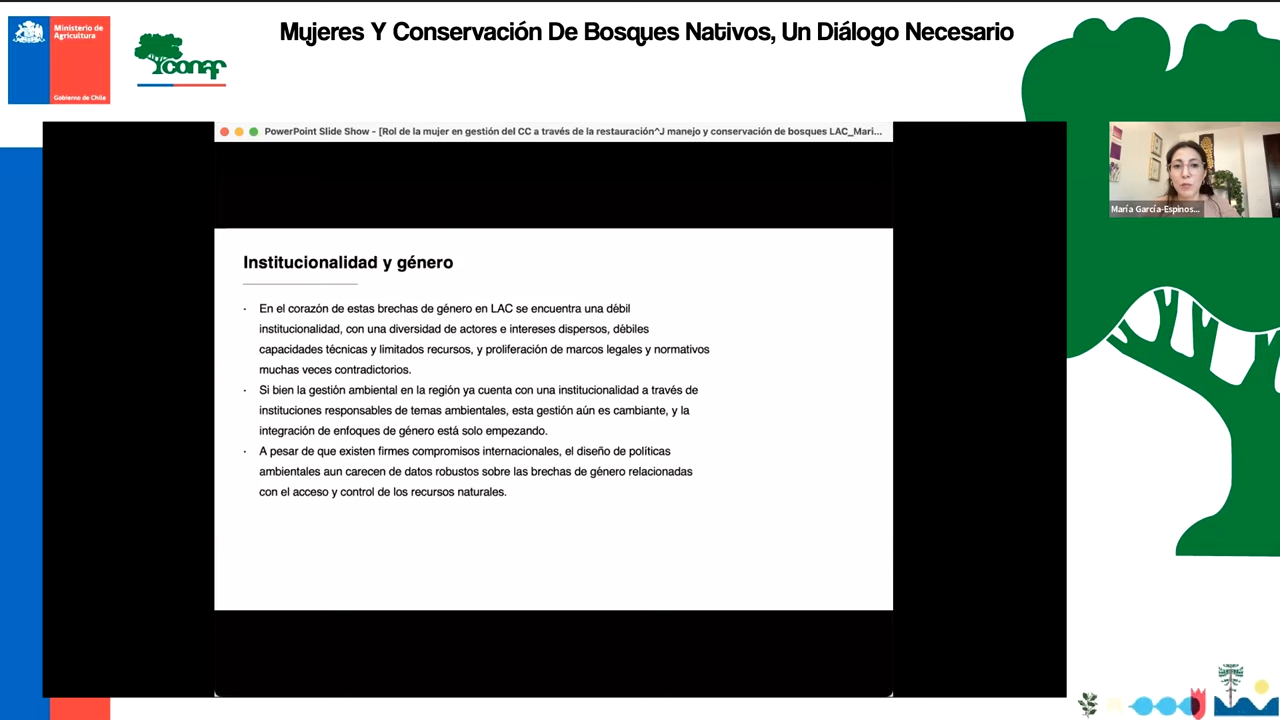 Mujeres Y Conservación De Bosques Nativos, Un Diálogo Necesario
Ministerio de
Agricultura
Gobierno de Chile
conaf
PowerPoint Slide Show - [Rol de la mujer en gestión del CC a través de la restauración^J manejo y conservación de bosques LAC_Mari...
María García-Espinos...
Institucionalidad y género
· En el corazón de estas brechas de género en LAC se encuentra una débil
institucionalidad, con una diversidad de actores e intereses dispersos, débiles
capacidades técnicas y limitados recursos, y proliferación de marcos legales y normativos
muchas veces contradictorios.
· Si bien la gestión ambiental en la región ya cuenta con una institucionalidad a través de
instituciones responsables de temas ambientales, esta gestión aún es cambiante, y la
integración de enfoques de género está solo empezando.
· A pesar de que existen firmes compromisos internacionales, el diseño de políticas
ambientales aun carecen de datos robustos sobre las brechas de género relacionadas
con el acceso y control de los recursos naturales.